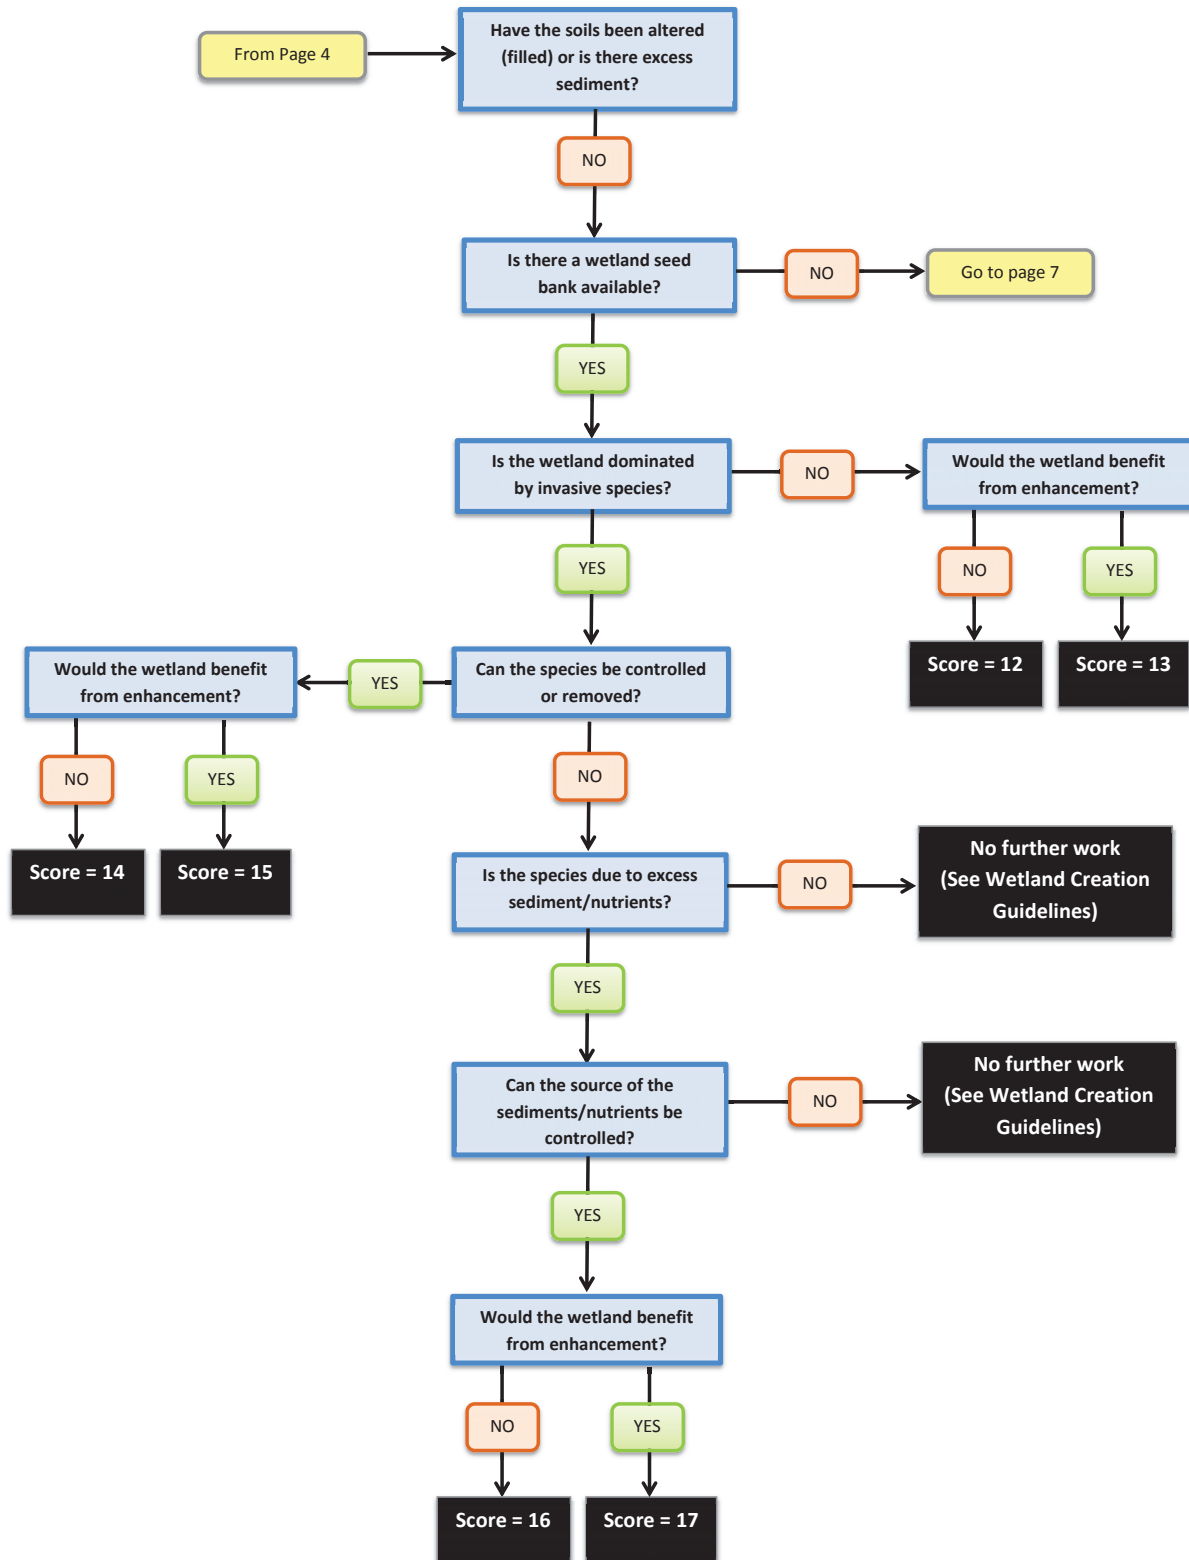 From Page 4
Have the soils been altered
(filled) or is there excess
sediment?
NO
Is there a wetland seed
bank available?
NO
Go to page 7
YES
Is the wetland dominated
by invasive species?
NO
Would the wetland benefit
from enhancement?
YES
NO
YES
Score = 12
Score = 13
Would the wetland benefit
from enhancement?
YES
Can the species be controlled
or removed?
NO
YES
NO
Score = 14
Score = 15
Is the species due to excess
sediment/nutrients?
NO
No further work
(See Wetland Creation
Guidelines)
YES
Can the source of the
sediments/nutrients be
controlled?
NO
No further work
(See Wetland Creation
Guidelines)
YES
Would the wetland benefit
from enhancement?
NO
YES
Score = 16
Score = 17